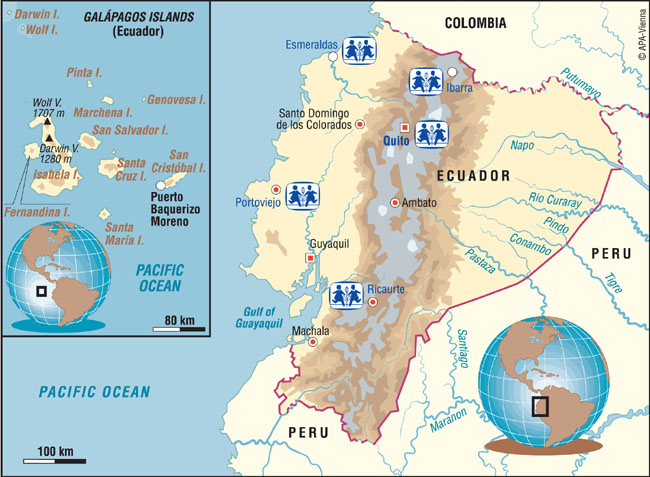 GALÁPAGOS ISLANDS
(Ecuador)
Darwin I.
Wolf I.
Pinta I.
Genovesa I.
Wolf V.
1707 m
Marchena I.
San Salvador I.
Darwin V.
1280 m
Isabela I.
Santa
Cruz I.
San
Cristóbal I.
Fernandina I.
Puerto
Baquerizo
Moreno
Santa
María I.
PACIFIC
OCEAN
80 km
COLOMBIA
© APA-Vienna
Esmeraldas
Ibarra
Putumayo
Santo Domingo
de los Colorados
Quito
Napo
ECUADOR
Portoviejo
Ambato
Rio Curaray
Pindo
Conambo
PERU
Guyaquil
Pastaza
Tigre
Ricaurte
Gulf of
Guayaquil
Machala
Santiago
PACIFIC OCEAN
Maranon
PERU
100 km